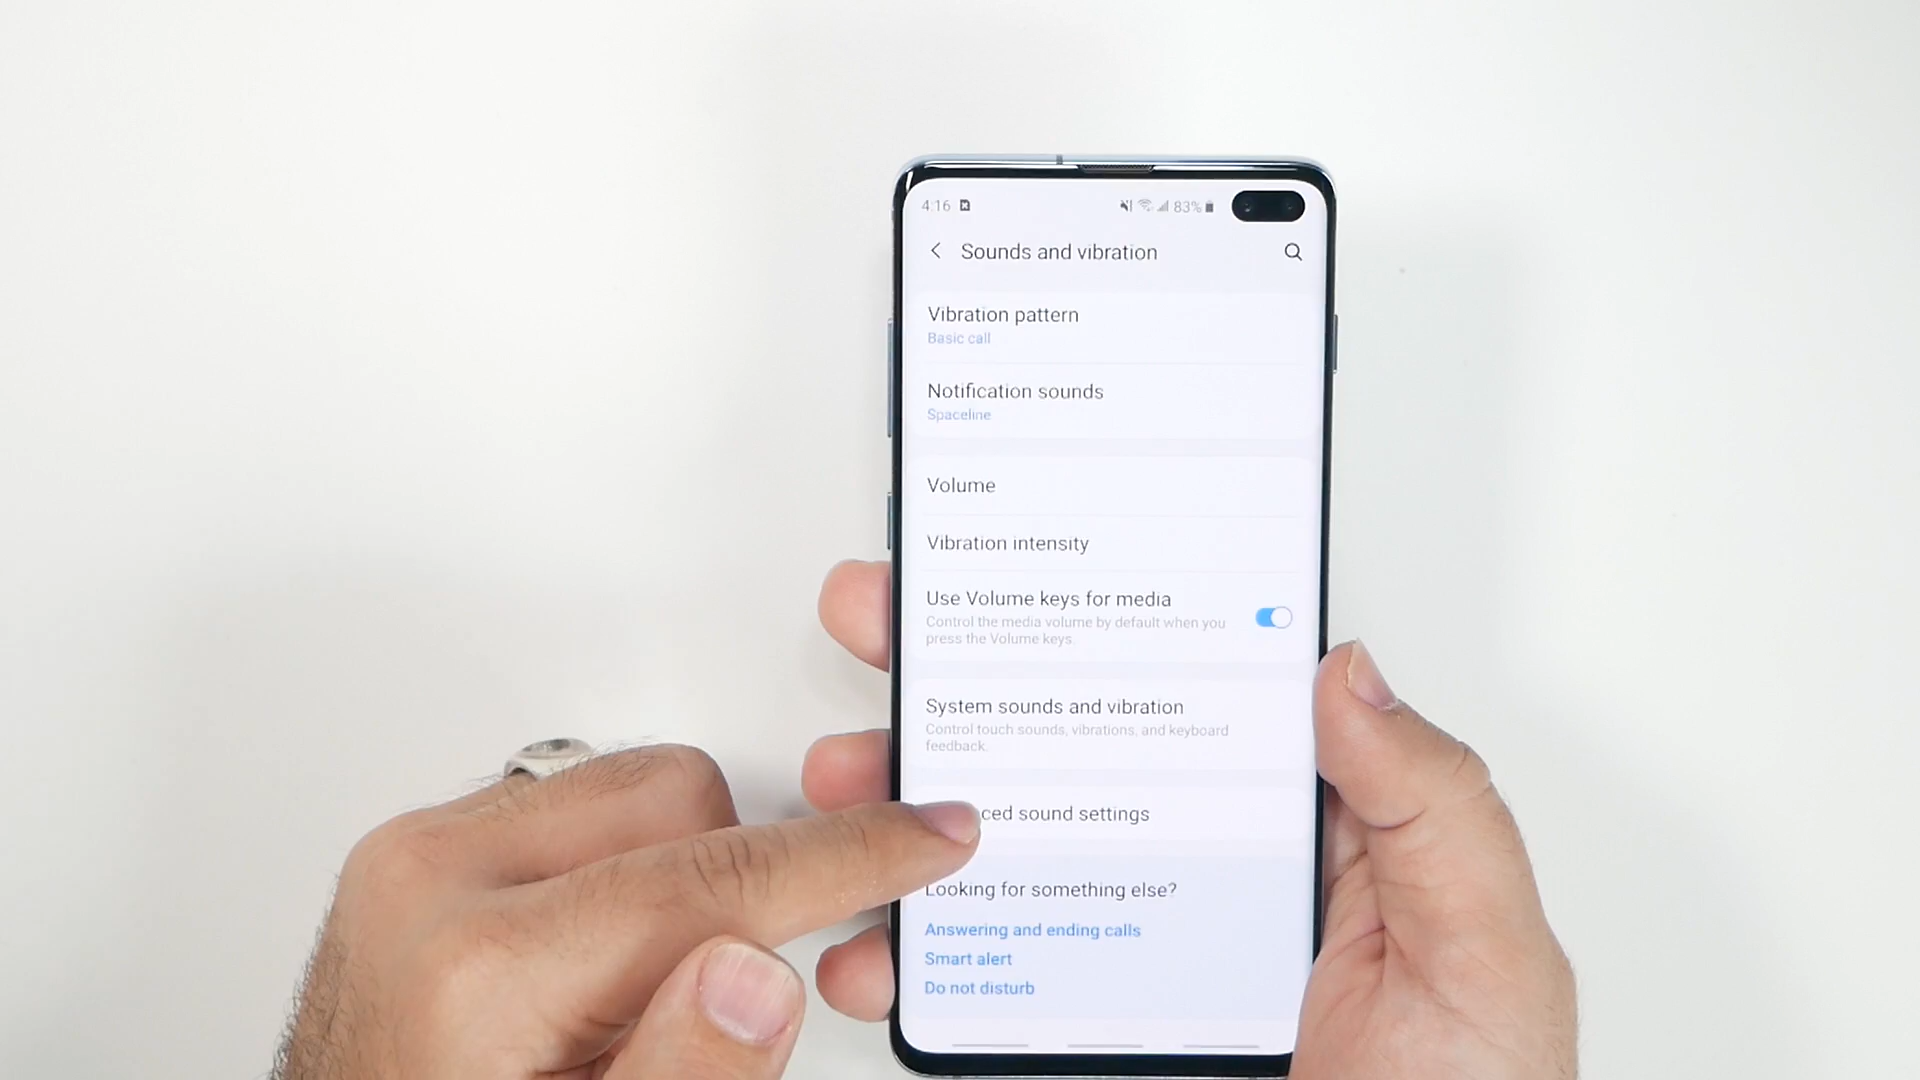 4:16 83%
Sounds and vibration
Vibration pattern
Basic call
Notification sounds
Spaceline
Volume
Vibration intensity
Use Volume keys for media
Control the media volume by default when you
press the Volume keys.
System sounds and vibration
Control touch sounds, vibrations, and keyboard
feedback.
sound settings
Looking for something else?
Answering and ending calls
Smart alert
Do not disturb